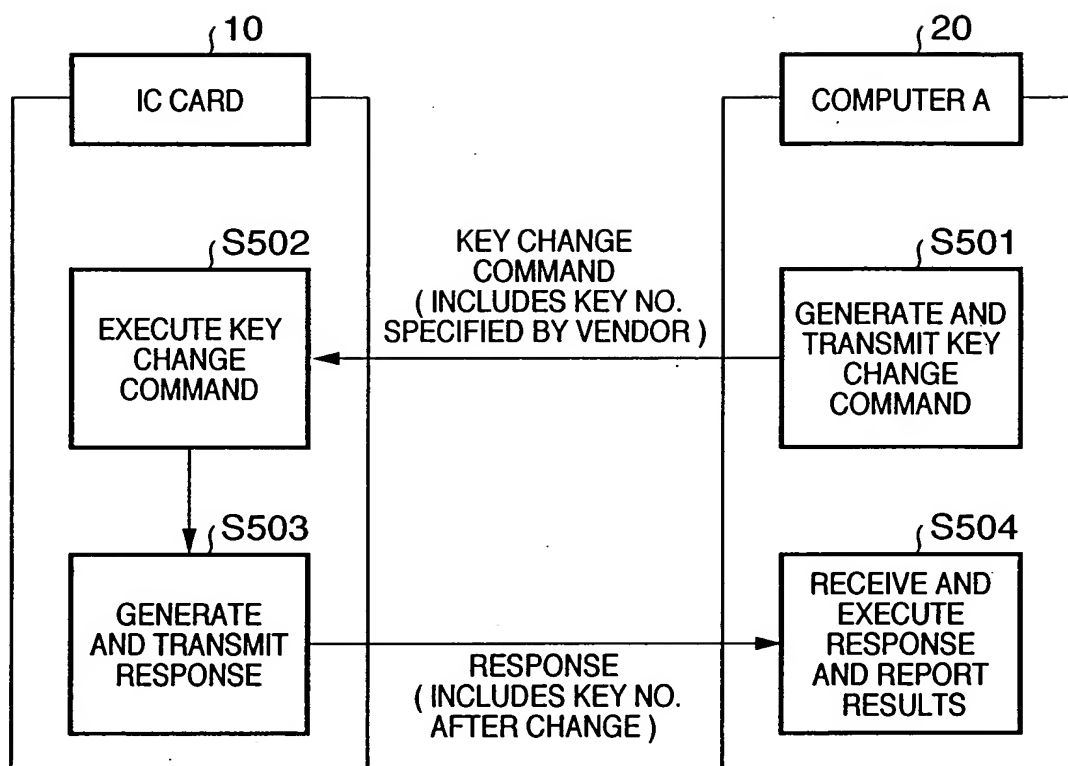 10
IC CARD
20
COMPUTER A
S502
EXECUTE KEY
CHANGE
COMMAND
KEY CHANGE
COMMAND
( INCLUDES KEY NO.
SPECIFIED BY VENDOR )
S501
GENERATE AND
TRANSMIT KEY
CHANGE
COMMAND
S503
GENERATE
AND TRANSMIT
RESPONSE
RESPONSE
( INCLUDES KEY NO.
AFTER CHANGE )
S504
RECEIVE AND
EXECUTE
RESPONSE
AND REPORT
RESULTS